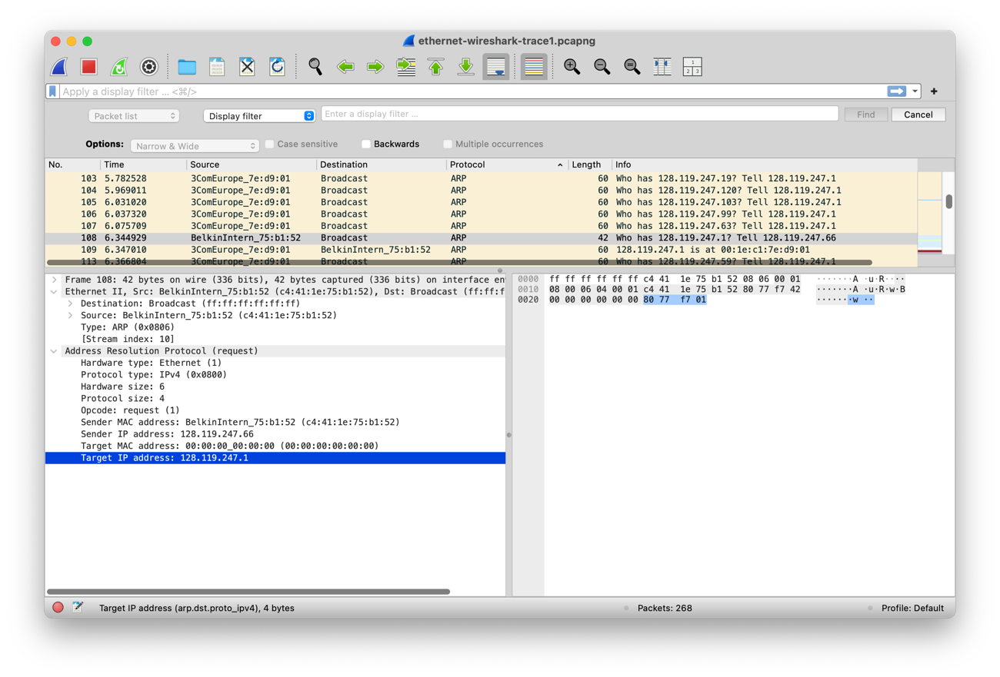 ethernet-wireshark-trace1.pcapng
1
2 3
Apply a display filter ... <⌘/>
+
Packet list Display filter Enter a display filter ... Find Cancel
Options: Narrow & Wide Case sensitive Backwards Multiple occurrences
No. Time Source Destination Protocol Length Info
103 5.782528 3ComEurope_7e:d9:01 Broadcast ARP 60 Who has 128.119.247.19? Tell 128.119.247.1
104 5.969011 3ComEurope_7e:d9:01 Broadcast ARP 60 Who has 128.119.247.120? Tell 128.119.247.1
105 6.031020 3ComEurope_7e:d9:01 Broadcast ARP 60 Who has 128.119.247.103? Tell 128.119.247.1
106 6.037320 3ComEurope_7e:d9:01 Broadcast ARP 60 Who has 128.119.247.99? Tell 128.119.247.1
107 6.075709 3ComEurope_7e:d9:01 Broadcast ARP 60 Who has 128.119.247.63? Tell 128.119.247.1
108 6.344929 BelkinIntern_75:b1:52 Broadcast ARP 42 Who has 128.119.247.1? Tell 128.119.247.66
109 6.347010 3ComEurope_7e:d9:01 BelkinIntern_75:b1:52 ARP 60 128.119.247.1 is at 00:1e:c1:7e:d9:01
113 6.366804 3ComEurope_7e:d9:01 Broadcast ARP 60 Who has 128.119.247.59? Tell 128.119.247.1
Frame 108: 42 bytes on wire (336 bits), 42 bytes captured (336 bits) on interface en
Ethernet II, Src: BelkinIntern_75:b1:52 (c4:41:1e:75:b1:52), Dst: Broadcast (ff:ff:f
Destination: Broadcast (ff:ff:ff:ff:ff:ff)
Source: BelkinIntern_75:b1:52 (c4:41:1e:75:b1:52)
Type: ARP (0x0806)
[Stream index: 10]
Address Resolution Protocol (request)
Hardware type: Ethernet (1)
Protocol type: IPv4 (0x0800)
Hardware size: 6
Protocol size: 4
Opcode: request (1)
Sender MAC address: BelkinIntern_75:b1:52 (c4:41:1e:75:b1:52)
Sender IP address: 128.119.247.66
Target MAC address: 00:00:00_00:00:00 (00:00:00:00:00:00)
Target IP address: 128.119.247.1
0000 ff ff ff ff ff ff c4 41 1e 75 b1 52 08 06 00 01 ·······A ·u·R····
0010 08 00 06 04 00 01 c4 41 1e 75 b1 52 80 77 f7 42 ·······A ·u·R·w·B
0020 00 00 00 00 00 00 80 77 f7 01 ·······w ··
Target IP address (arp.dst.proto_ipv4), 4 bytes Packets: 268 Profile: Default